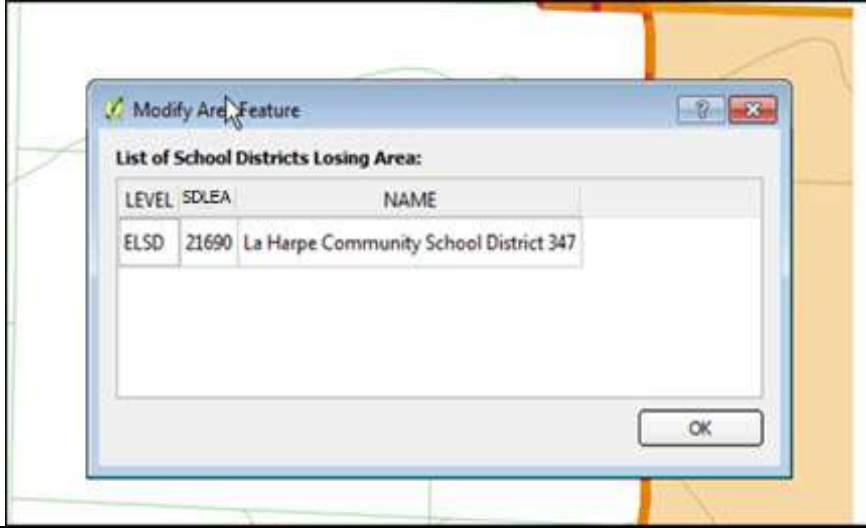 Modify Area Feature
List of School Districts Losing Area:
LEVEL SDLEA NAME
ELSD 21690 La Harpe Community School District 347
OK